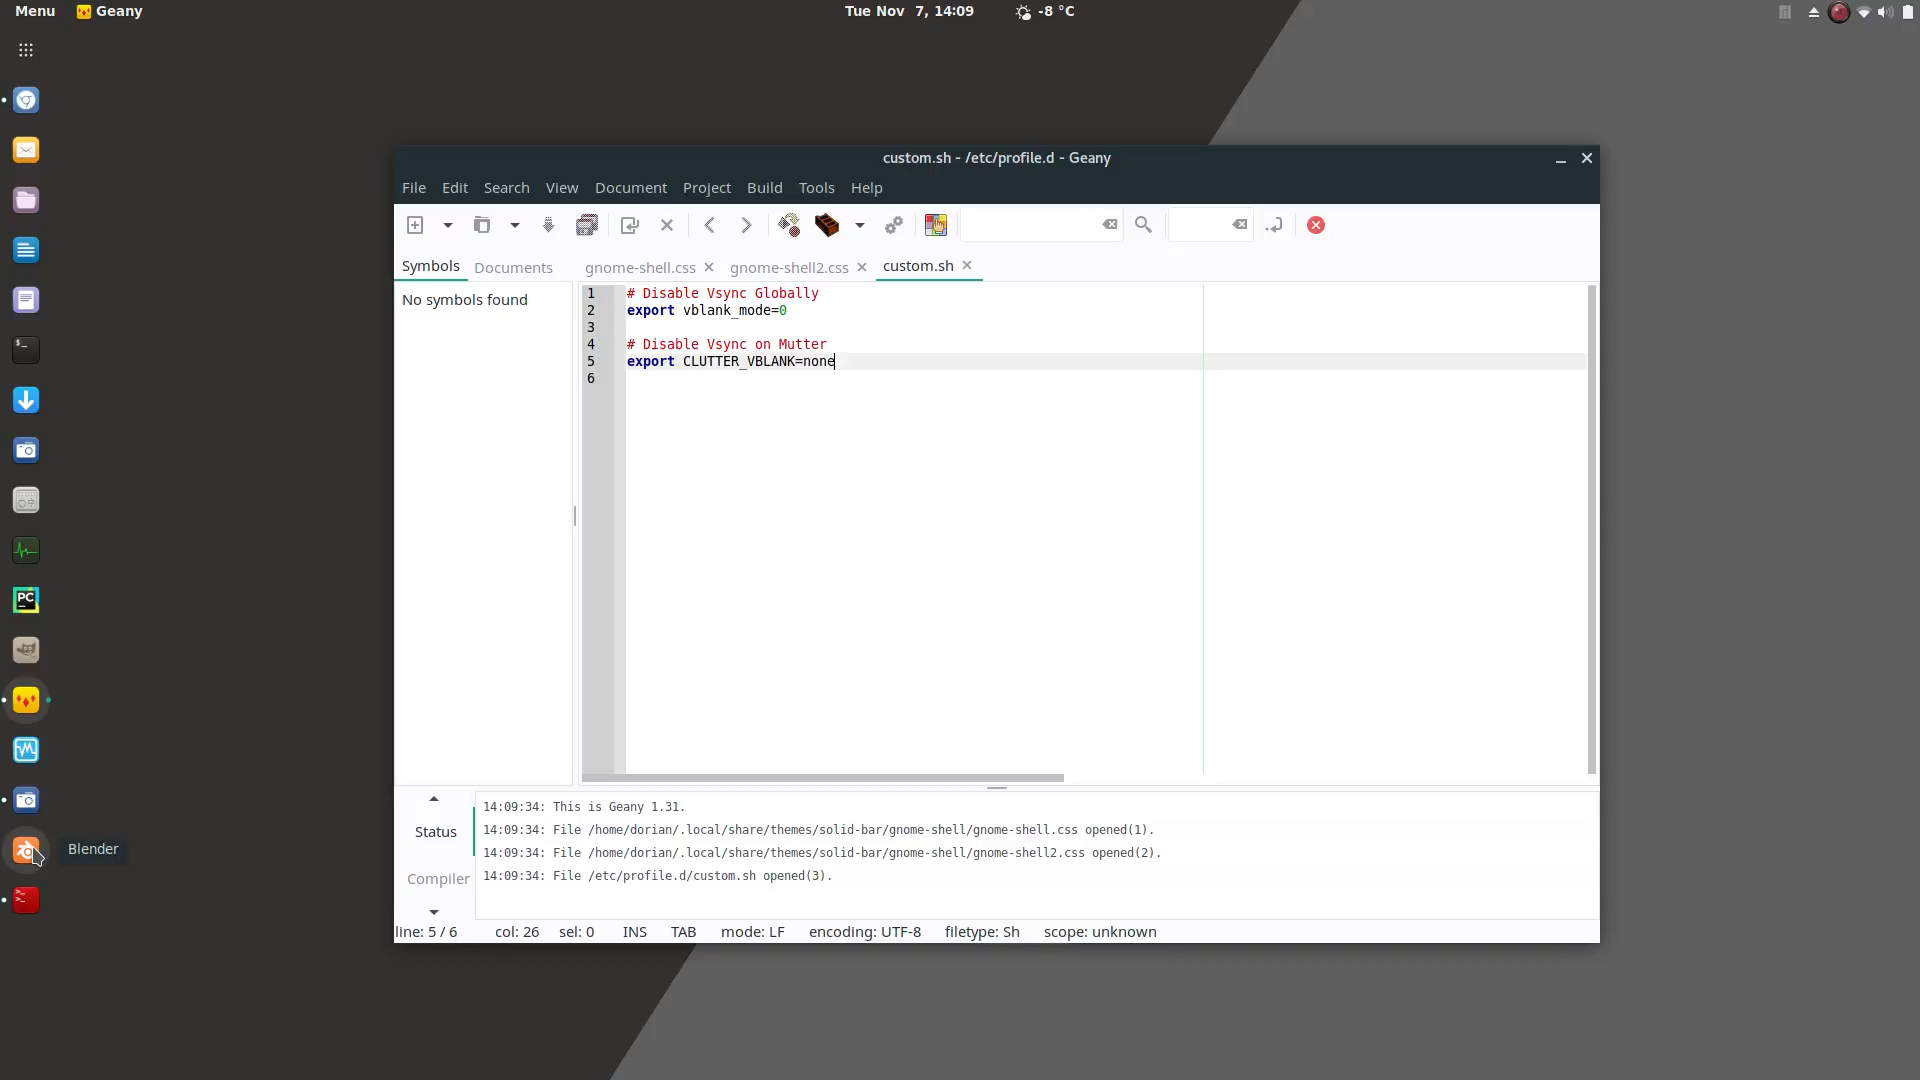 Menu Geany Tue Nov 7, 14:09 -8 °C
custom.sh - /etc/profile.d - Geany
File Edit Search View Document Project Build Tools Help
Symbols Documents gnome-shell.css gnome-shell2.css custom.sh
No symbols found
1 # Disable Vsync Globally
2 export vblank_mode=0
3
4 # Disable Vsync on Mutter
5 export CLUTTER_VBLANK=none
6
PC
Status
Compiler
14:09:34: This is Geany 1.31.
14:09:34: File /home/dorian/.local/share/themes/solid-bar/gnome-shell/gnome-shell.css opened(1).
14:09:34: File /home/dorian/.local/share/themes/solid-bar/gnome-shell/gnome-shell2.css opened(2).
14:09:34: File /etc/profile.d/custom.sh opened(3).
Blender
line: 5 / 6 col: 26 sel: 0 INS TAB mode: LF encoding: UTF-8 filetype: Sh scope: unknown